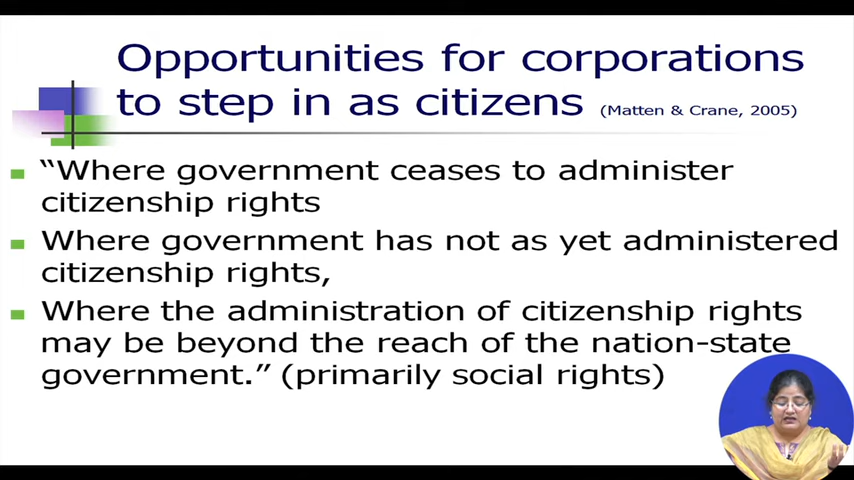 Opportunities for corporations
to step in as citizens (Matten & Crane, 2005)
“Where government ceases to administer
citizenship rights
Where government has not as yet administered
citizenship rights,
Where the administration of citizenship rights
may be beyond the reach of the nation-state
government.” (primarily social rights)